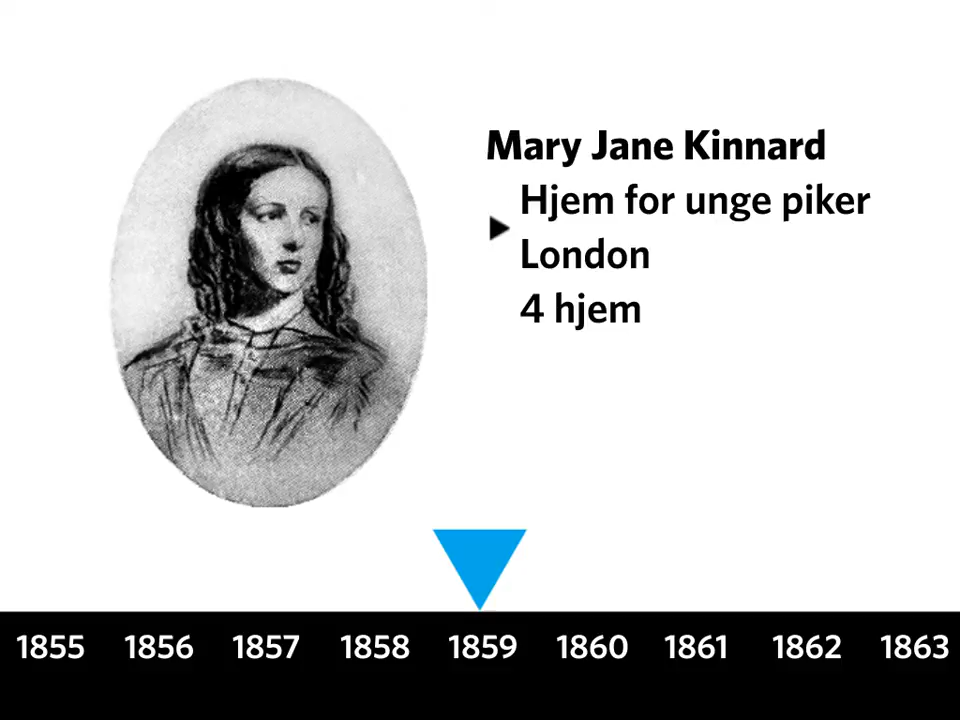 Mary Jane Kinnard
Hjem for unge piker
London
4 hjem
1855 1856 1857 1858 1859 1860 1861 1862 1863